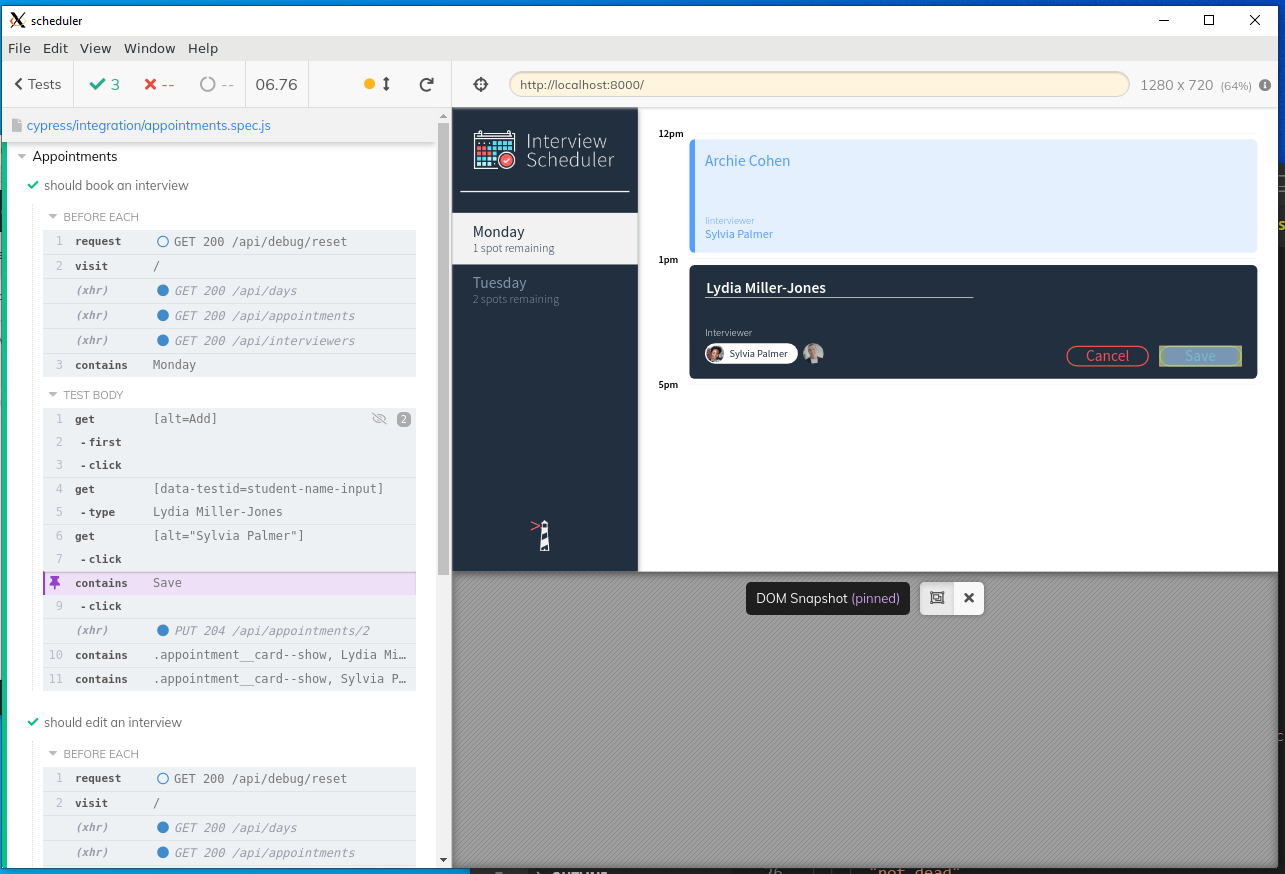 scheduler
File Edit View Window Help
Tests 3 -- -- 06.76
http://localhost:8000/ 1280 x 720 (64%)
cypress/integration/appointments.spec.js
Appointments
should book an interview
BEFORE EACH
1 request GET 200 /api/debug/reset
2 visit /
(xhr) GET 200 /api/days
(xhr) GET 200 /api/appointments
(xhr) GET 200 /api/interviewers
3 contains Monday
TEST BODY
1 get [alt=Add] 2
2 -first
3 -click
4 get [data-testid=student-name-input]
5 -type Lydia Miller-Jones
6 get [alt="Sylvia Palmer"]
7 -click
contains Save
9 -click
(xhr) PUT 204 /api/appointments/2
10 contains .appointment__card--show, Lydia Mi…
11 contains .appointment__card--show, Sylvia P…
should edit an interview
BEFORE EACH
1 request GET 200 /api/debug/reset
2 visit /
(xhr) GET 200 /api/days
(xhr) GET 200 /api/appointments
Interview
Scheduler
Monday
1 spot remaining
Tuesday
2 spots remaining
12pm
Archie Cohen
Iinterviewer
Sylvia Palmer
1pm
Lydia Miller-Jones
Interviewer
Sylvia Palmer
Cancel Save
5pm
DOM Snapshot (pinned)
26 "not dead"